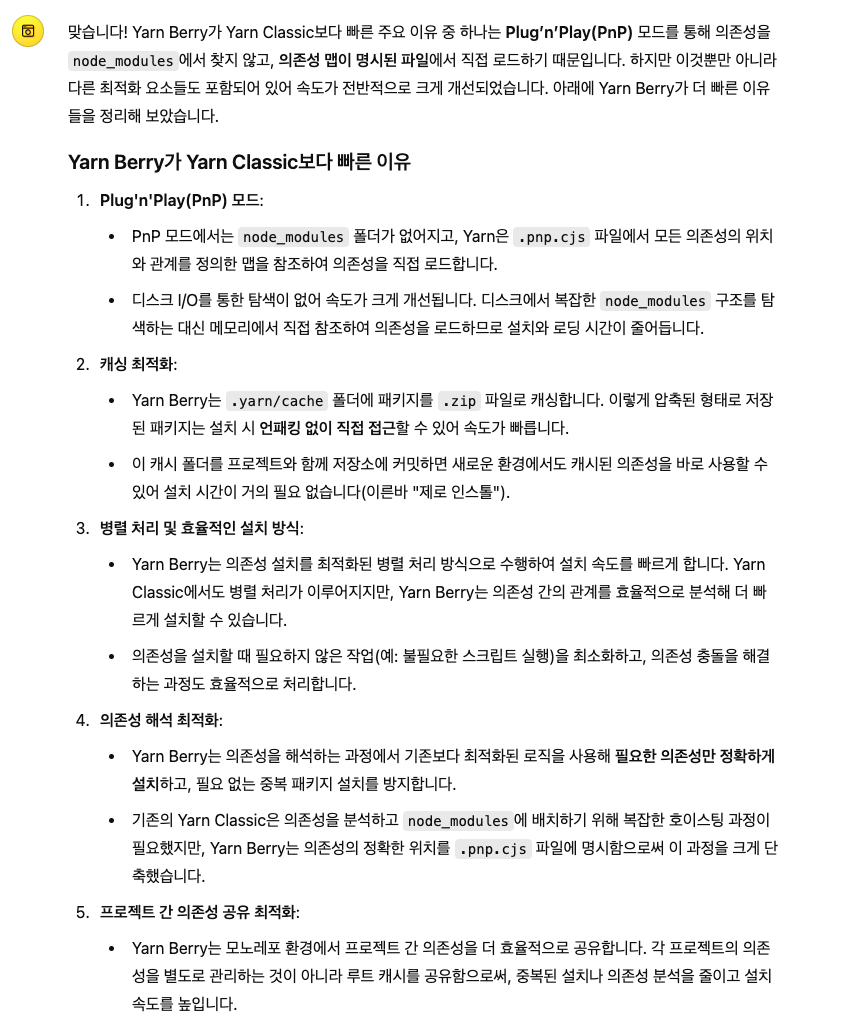 맞습니다! Yarn Berry가 Yarn Classic보다 빠른 주요 이유 중 하나는 Plug’n’Play(PnP) 모드를 통해 의존성을
node_modules 에서 찾지 않고, 의존성 맵이 명시된 파일에서 직접 로드하기 때문입니다. 하지만 이것뿐만 아니라
다른 최적화 요소들도 포함되어 있어 속도가 전반적으로 크게 개선되었습니다. 아래에 Yarn Berry가 더 빠른 이유
들을 정리해 보았습니다.
Yarn Berry가 Yarn Classic보다 빠른 이유
1. Plug'n'Play(PnP) 모드:
• PnP 모드에서는 node_modules 폴더가 없어지고, Yarn은 .pnp.cjs 파일에서 모든 의존성의 위치
와 관계를 정의한 맵을 참조하여 의존성을 직접 로드합니다.
• 디스크 I/O를 통한 탐색이 없어 속도가 크게 개선됩니다. 디스크에서 복잡한 node_modules 구조를 탐
색하는 대신 메모리에서 직접 참조하여 의존성을 로드하므로 설치와 로딩 시간이 줄어듭니다.
2. 캐싱 최적화:
• Yarn Berry는 .yarn/cache 폴더에 패키지를 .zip 파일로 캐싱합니다. 이렇게 압축된 형태로 저장
된 패키지는 설치 시 언패킹 없이 직접 접근할 수 있어 속도가 빠릅니다.
• 이 캐시 폴더를 프로젝트와 함께 저장소에 커밋하면 새로운 환경에서도 캐시된 의존성을 바로 사용할 수
있어 설치 시간이 거의 필요 없습니다(이른바 "제로 인스톨").
3. 병렬 처리 및 효율적인 설치 방식:
• Yarn Berry는 의존성 설치를 최적화된 병렬 처리 방식으로 수행하여 설치 속도를 빠르게 합니다. Yarn
Classic에서도 병렬 처리가 이루어지지만, Yarn Berry는 의존성 간의 관계를 효율적으로 분석해 더 빠
르게 설치할 수 있습니다.
• 의존성을 설치할 때 필요하지 않은 작업(예: 불필요한 스크립트 실행)을 최소화하고, 의존성 충돌을 해결
하는 과정도 효율적으로 처리합니다.
4. 의존성 해석 최적화:
• Yarn Berry는 의존성을 해석하는 과정에서 기존보다 최적화된 로직을 사용해 필요한 의존성만 정확하게
설치하고, 필요 없는 중복 패키지 설치를 방지합니다.
• 기존의 Yarn Classic은 의존성을 분석하고 node_modules 에 배치하기 위해 복잡한 호이스팅 과정이
필요했지만, Yarn Berry는 의존성의 정확한 위치를 .pnp.cjs 파일에 명시함으로써 이 과정을 크게 단
축했습니다.
5. 프로젝트 간 의존성 공유 최적화:
• Yarn Berry는 모노레포 환경에서 프로젝트 간 의존성을 더 효율적으로 공유합니다. 각 프로젝트의 의존
성을 별도로 관리하는 것이 아니라 루트 캐시를 공유함으로써, 중복된 설치나 의존성 분석을 줄이고 설치
속도를 높입니다.